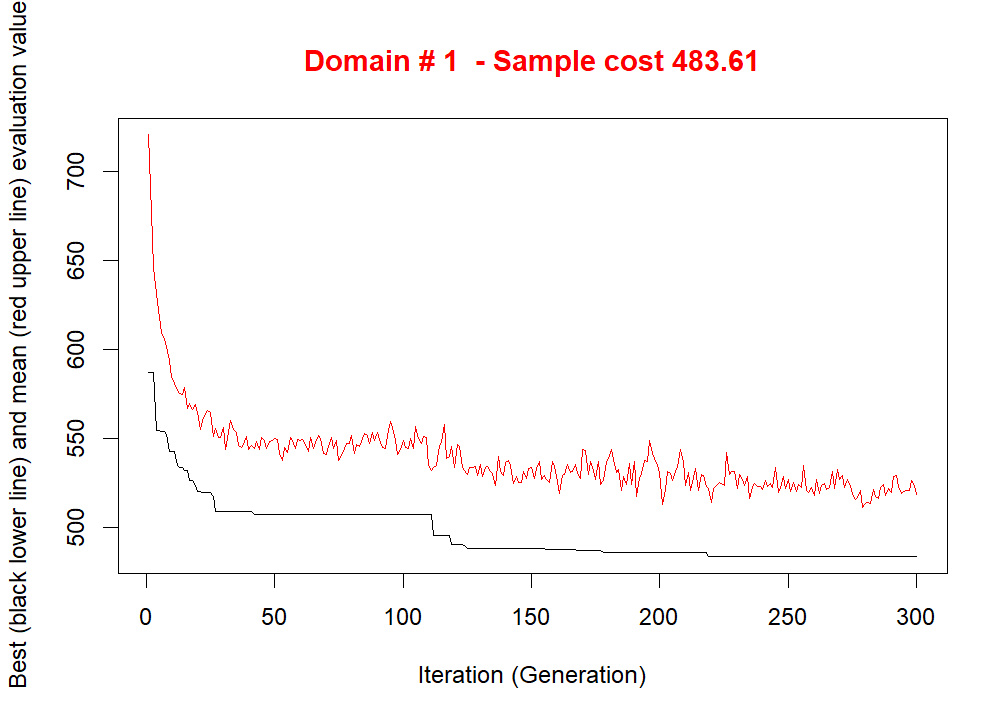 Domain # 1  - Sample cost 483.61
Best (black lower line) and mean (red upper line) evaluation value
700
650
600
550
500
0 50 100 150 200 250 300
Iteration (Generation)